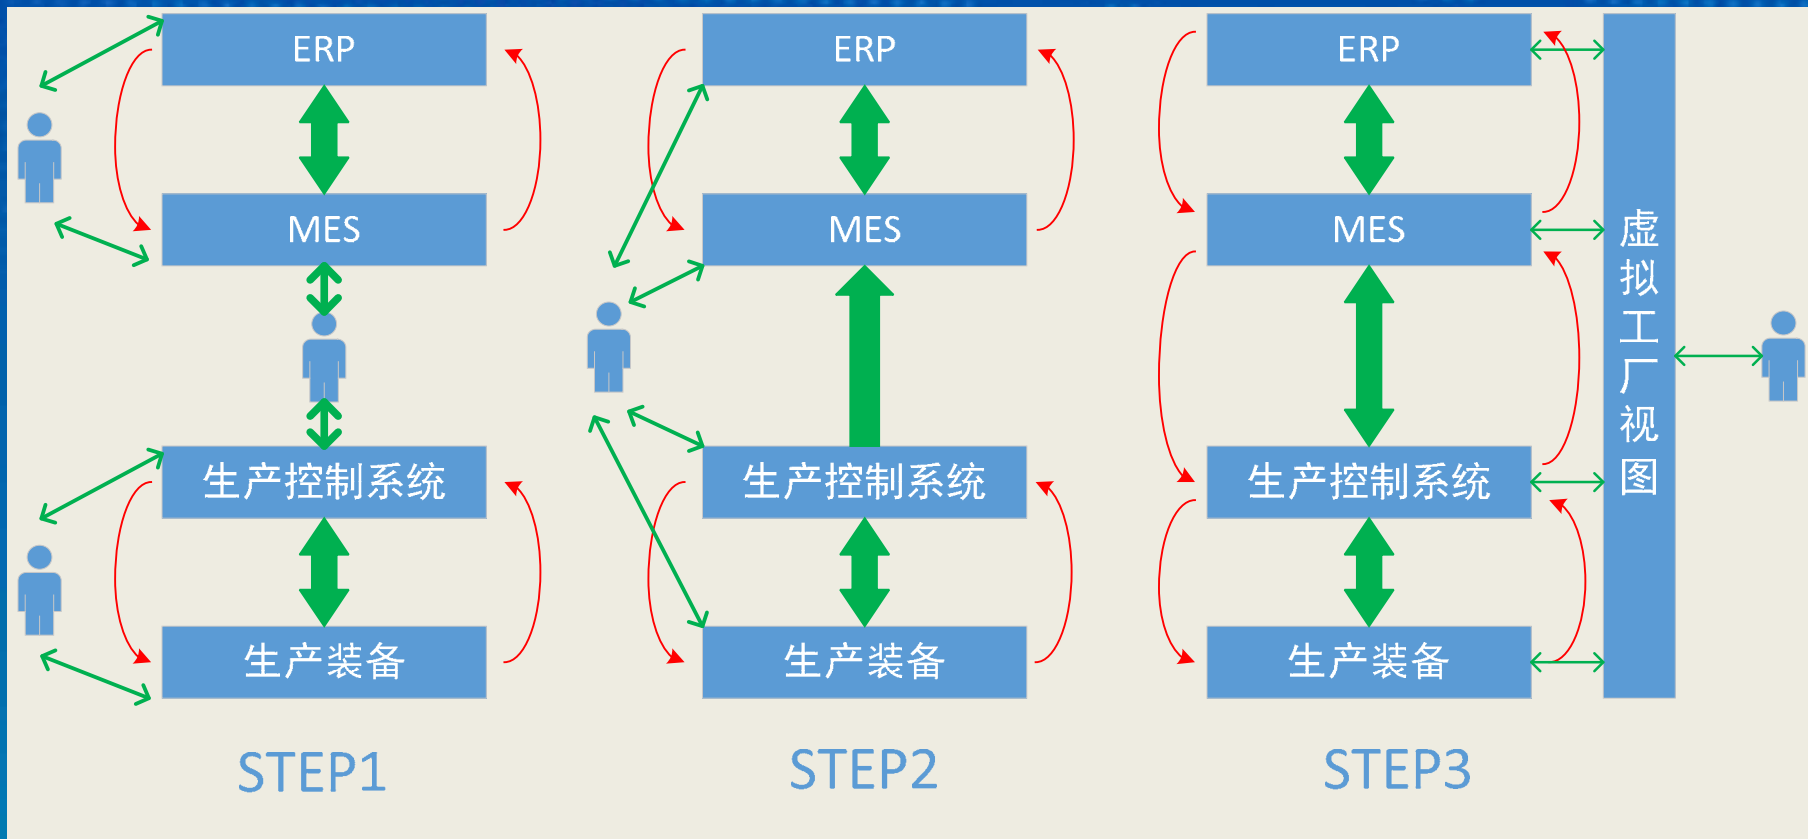 ERP
MES
生产控制系统
生产装备
STEP1
ERP
MES
生产控制系统
生产装备
STEP2
ERP
MES
生产控制系统
生产装备
虚拟工厂视图
STEP3